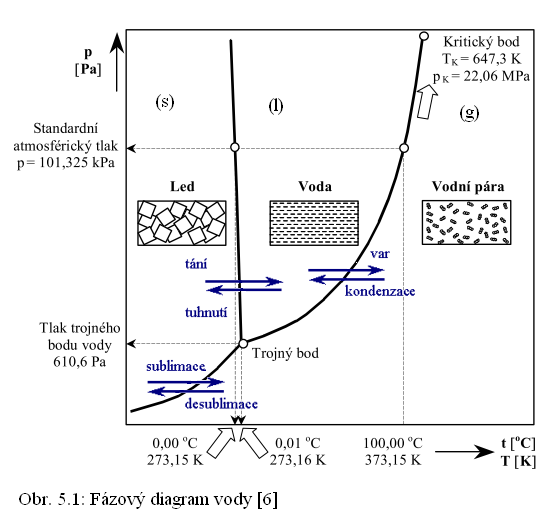 p
[Pa]
Kritický bod
T K = 647,3 K
p K = 22,06 MPa
(s)
(l)
(g)
Standardní
atmosférický tlak
p = 101,325 kPa
Led
Voda
Vodní pára
tání
tuhnutí
var
kondenzace
Tlak trojného
bodu vody
610,6 Pa
Trojný bod
sublimace
desublimace
0,00 °C
273,15 K
0,01 °C
273,16 K
100,00 °C
373,15 K
t [°C]
T [K]
Obr. 5.1: Fázový diagram vody [6]